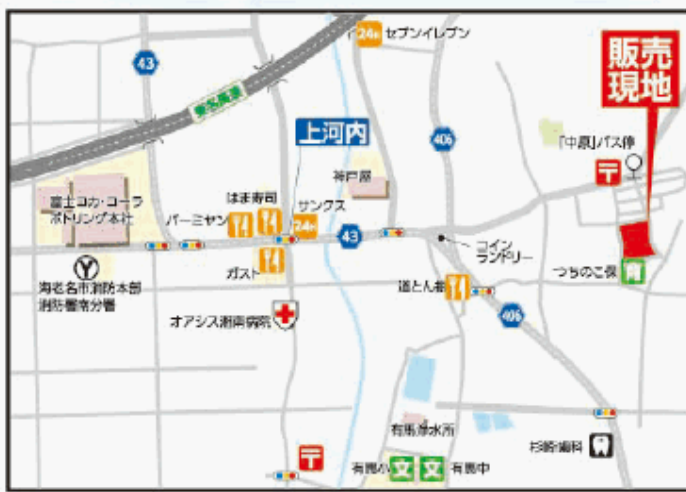 24h
セブンイレブン
43
販売
現地
東名高速
上河内
406
「中原」バス停
〒
神戸屋
はま寿司
サンクス
富士コカ・コーラ
ボトリング本社
バーミヤン
24h
43
コイン
ランドリー
つちのこ保
ガスト
道とん堀
海老名市消防本部
消防署南分署
オアシス湘南病院
406
有馬浄水所
杉崎歯科
〒
有馬小
文
文
有馬中